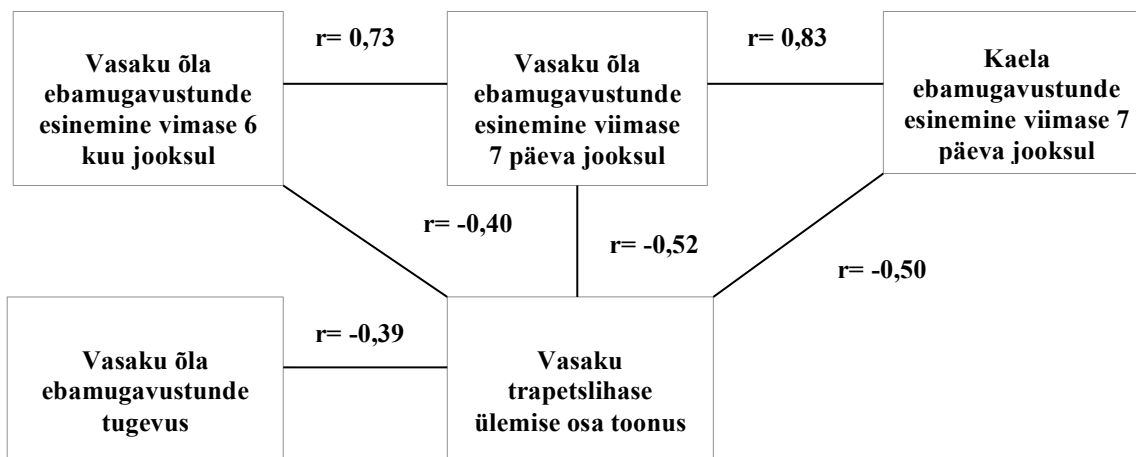 r= 0,73
r= 0,83
Vasaku õla
ebamugavustunde
esinemine vimase 6
kuu jooksul
Vasaku õla
ebamugavustunde
esinemine viimase
7 päeva jooksul
Kaela
ebamugavustunde
esinemine viimase 7
päeva jooksul
r= -0,40
r= -0,52
r= -0,50
r= -0,39
Vasaku õla
ebamugavustunde
tugevus
Vasaku
trapetslihase
ülemise osa toonus